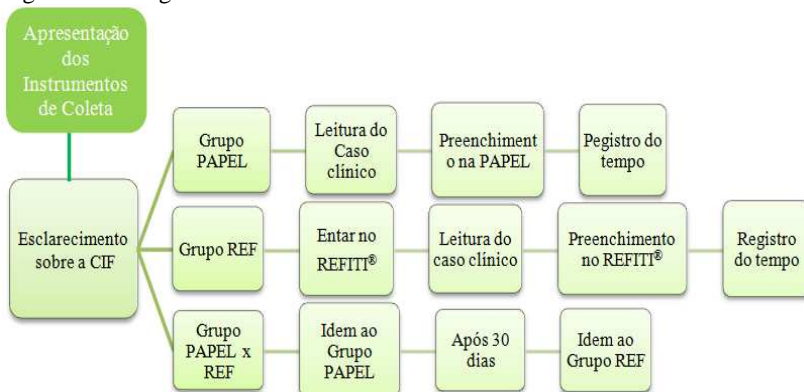 Apresentação
dos
Instrumentos
de Coleta
Esclarecimento
sobre a CIF
Grupo
PAPEL
Leitura do
Caso
clínico
Preenchiment
o na PAPEL
Pegistro do
tempo
Grupo REF
Entar no
REFITI®
Leitura do
caso clínico
Preenchimento
no REFITI®
Registro
do tempo
Grupo
PAPEL x
REF
Idem ao
Grupo
PAPEL
Após 30
dias
Idem ao
Grupo REF